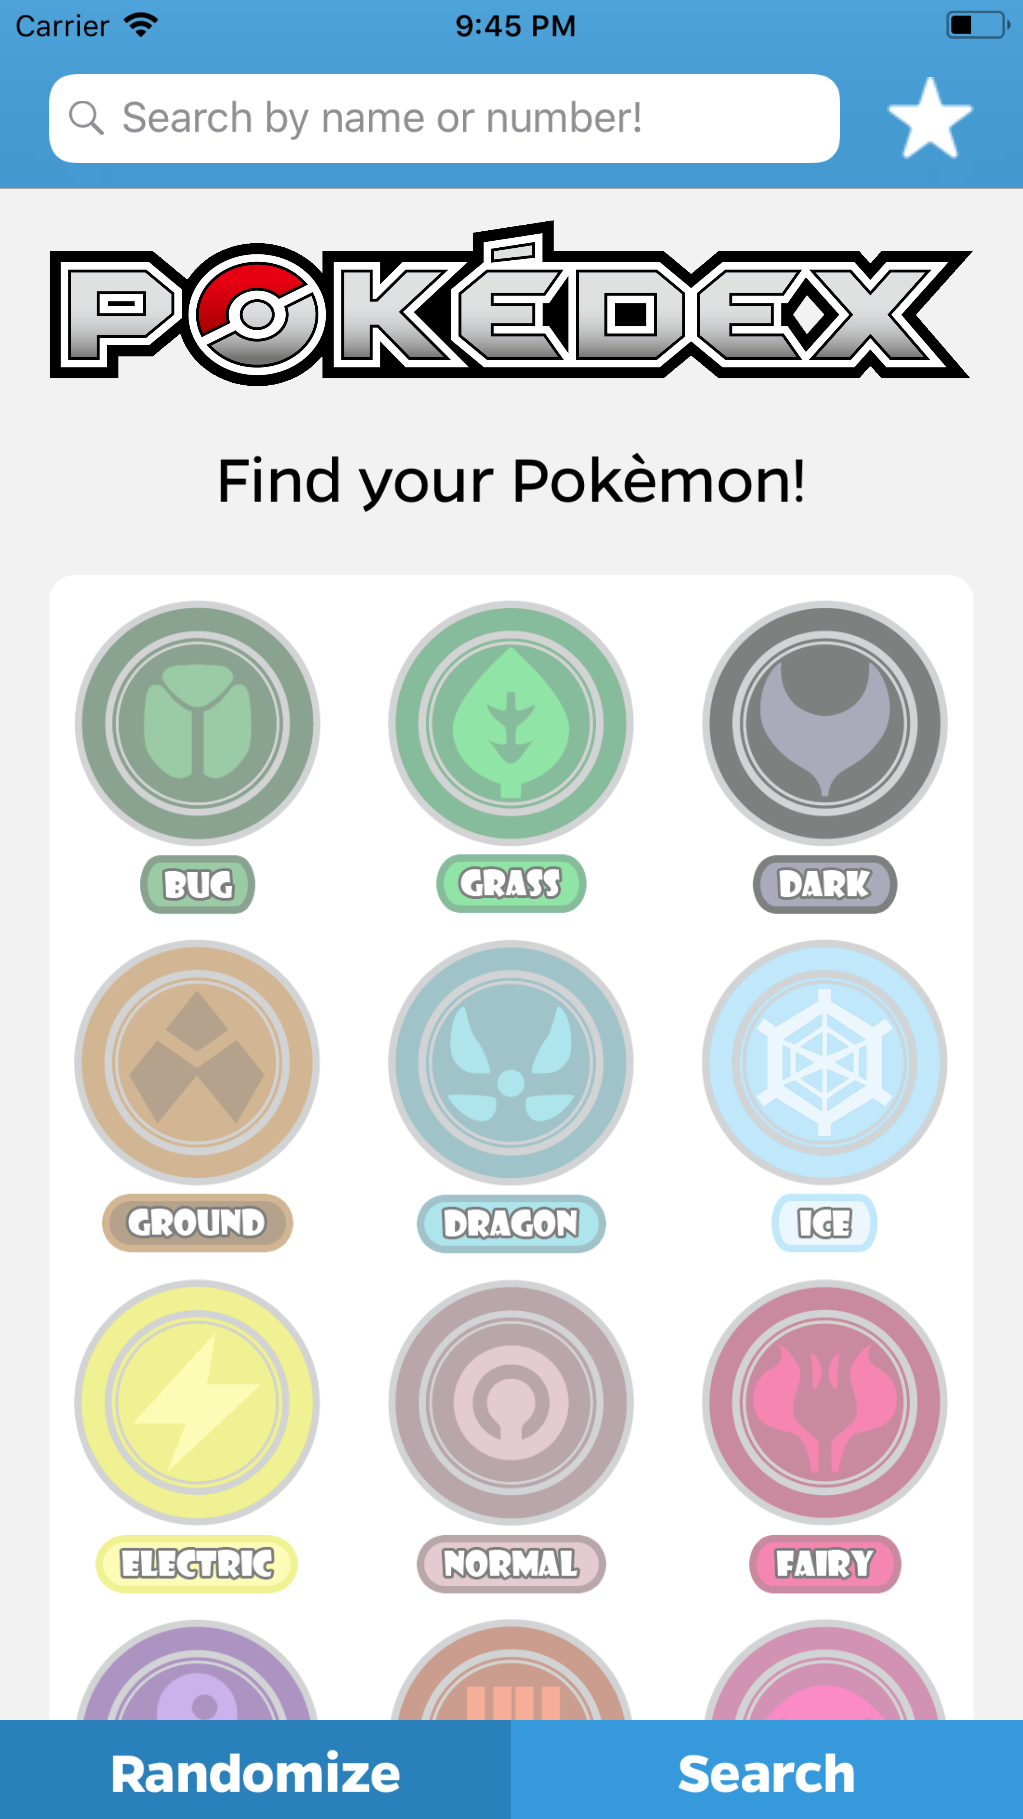 Carrier 9:45 PM
Search by name or number!
POKÉDEX
Find your Pokèmon!
BUG GRASS DARK
GROUND DRAGON ICE
ELECTRIC NORMAL FAIRY
Randomize Search